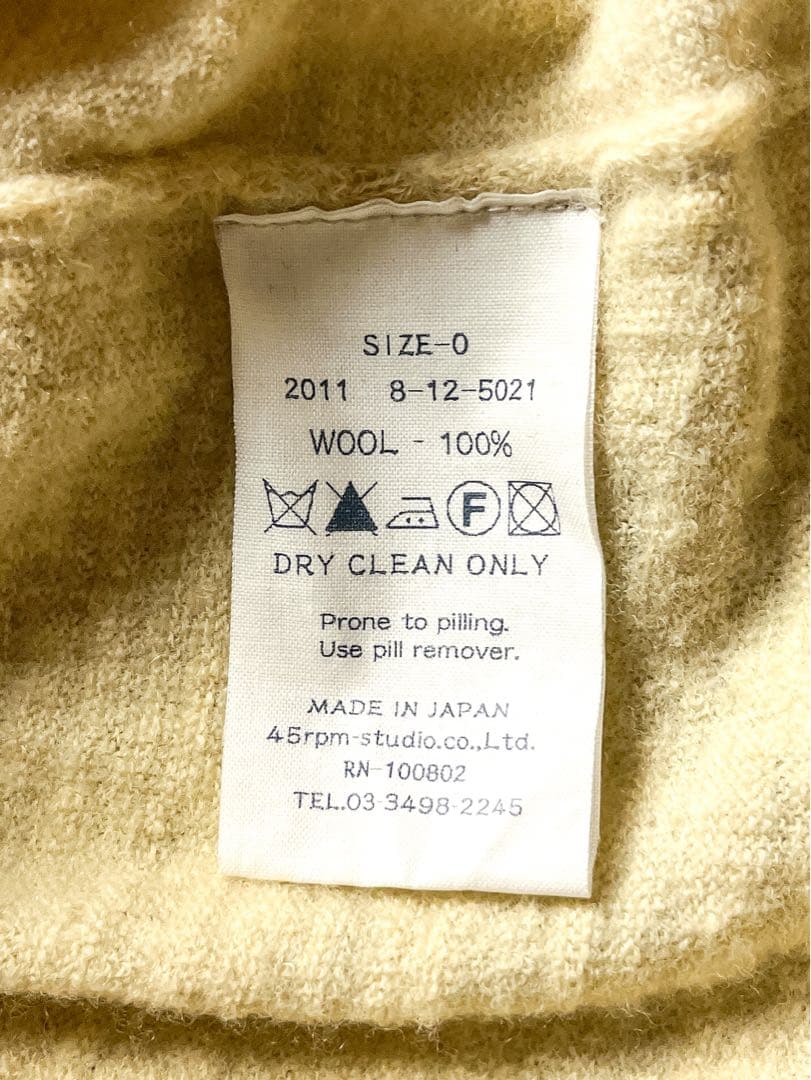 SIZE-0
2011 8-12-5021
WOOL - 100%
F
DRY CLEAN ONLY
Prone to pilling.
Use pill remover.
MADE IN JAPAN
45rpm-studio.co.,Ltd.
RN-100802
TEL.03-3498-2245